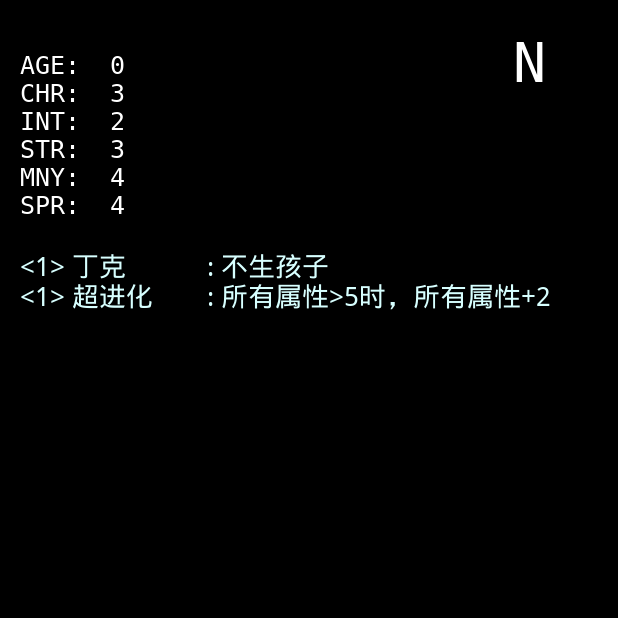 N
AGE: 0
CHR: 3
INT: 2
STR: 3
MNY: 4
SPR: 4
<1> 丁克 : 不生孩子
<1> 超进化 : 所有属性>5时，所有属性+2